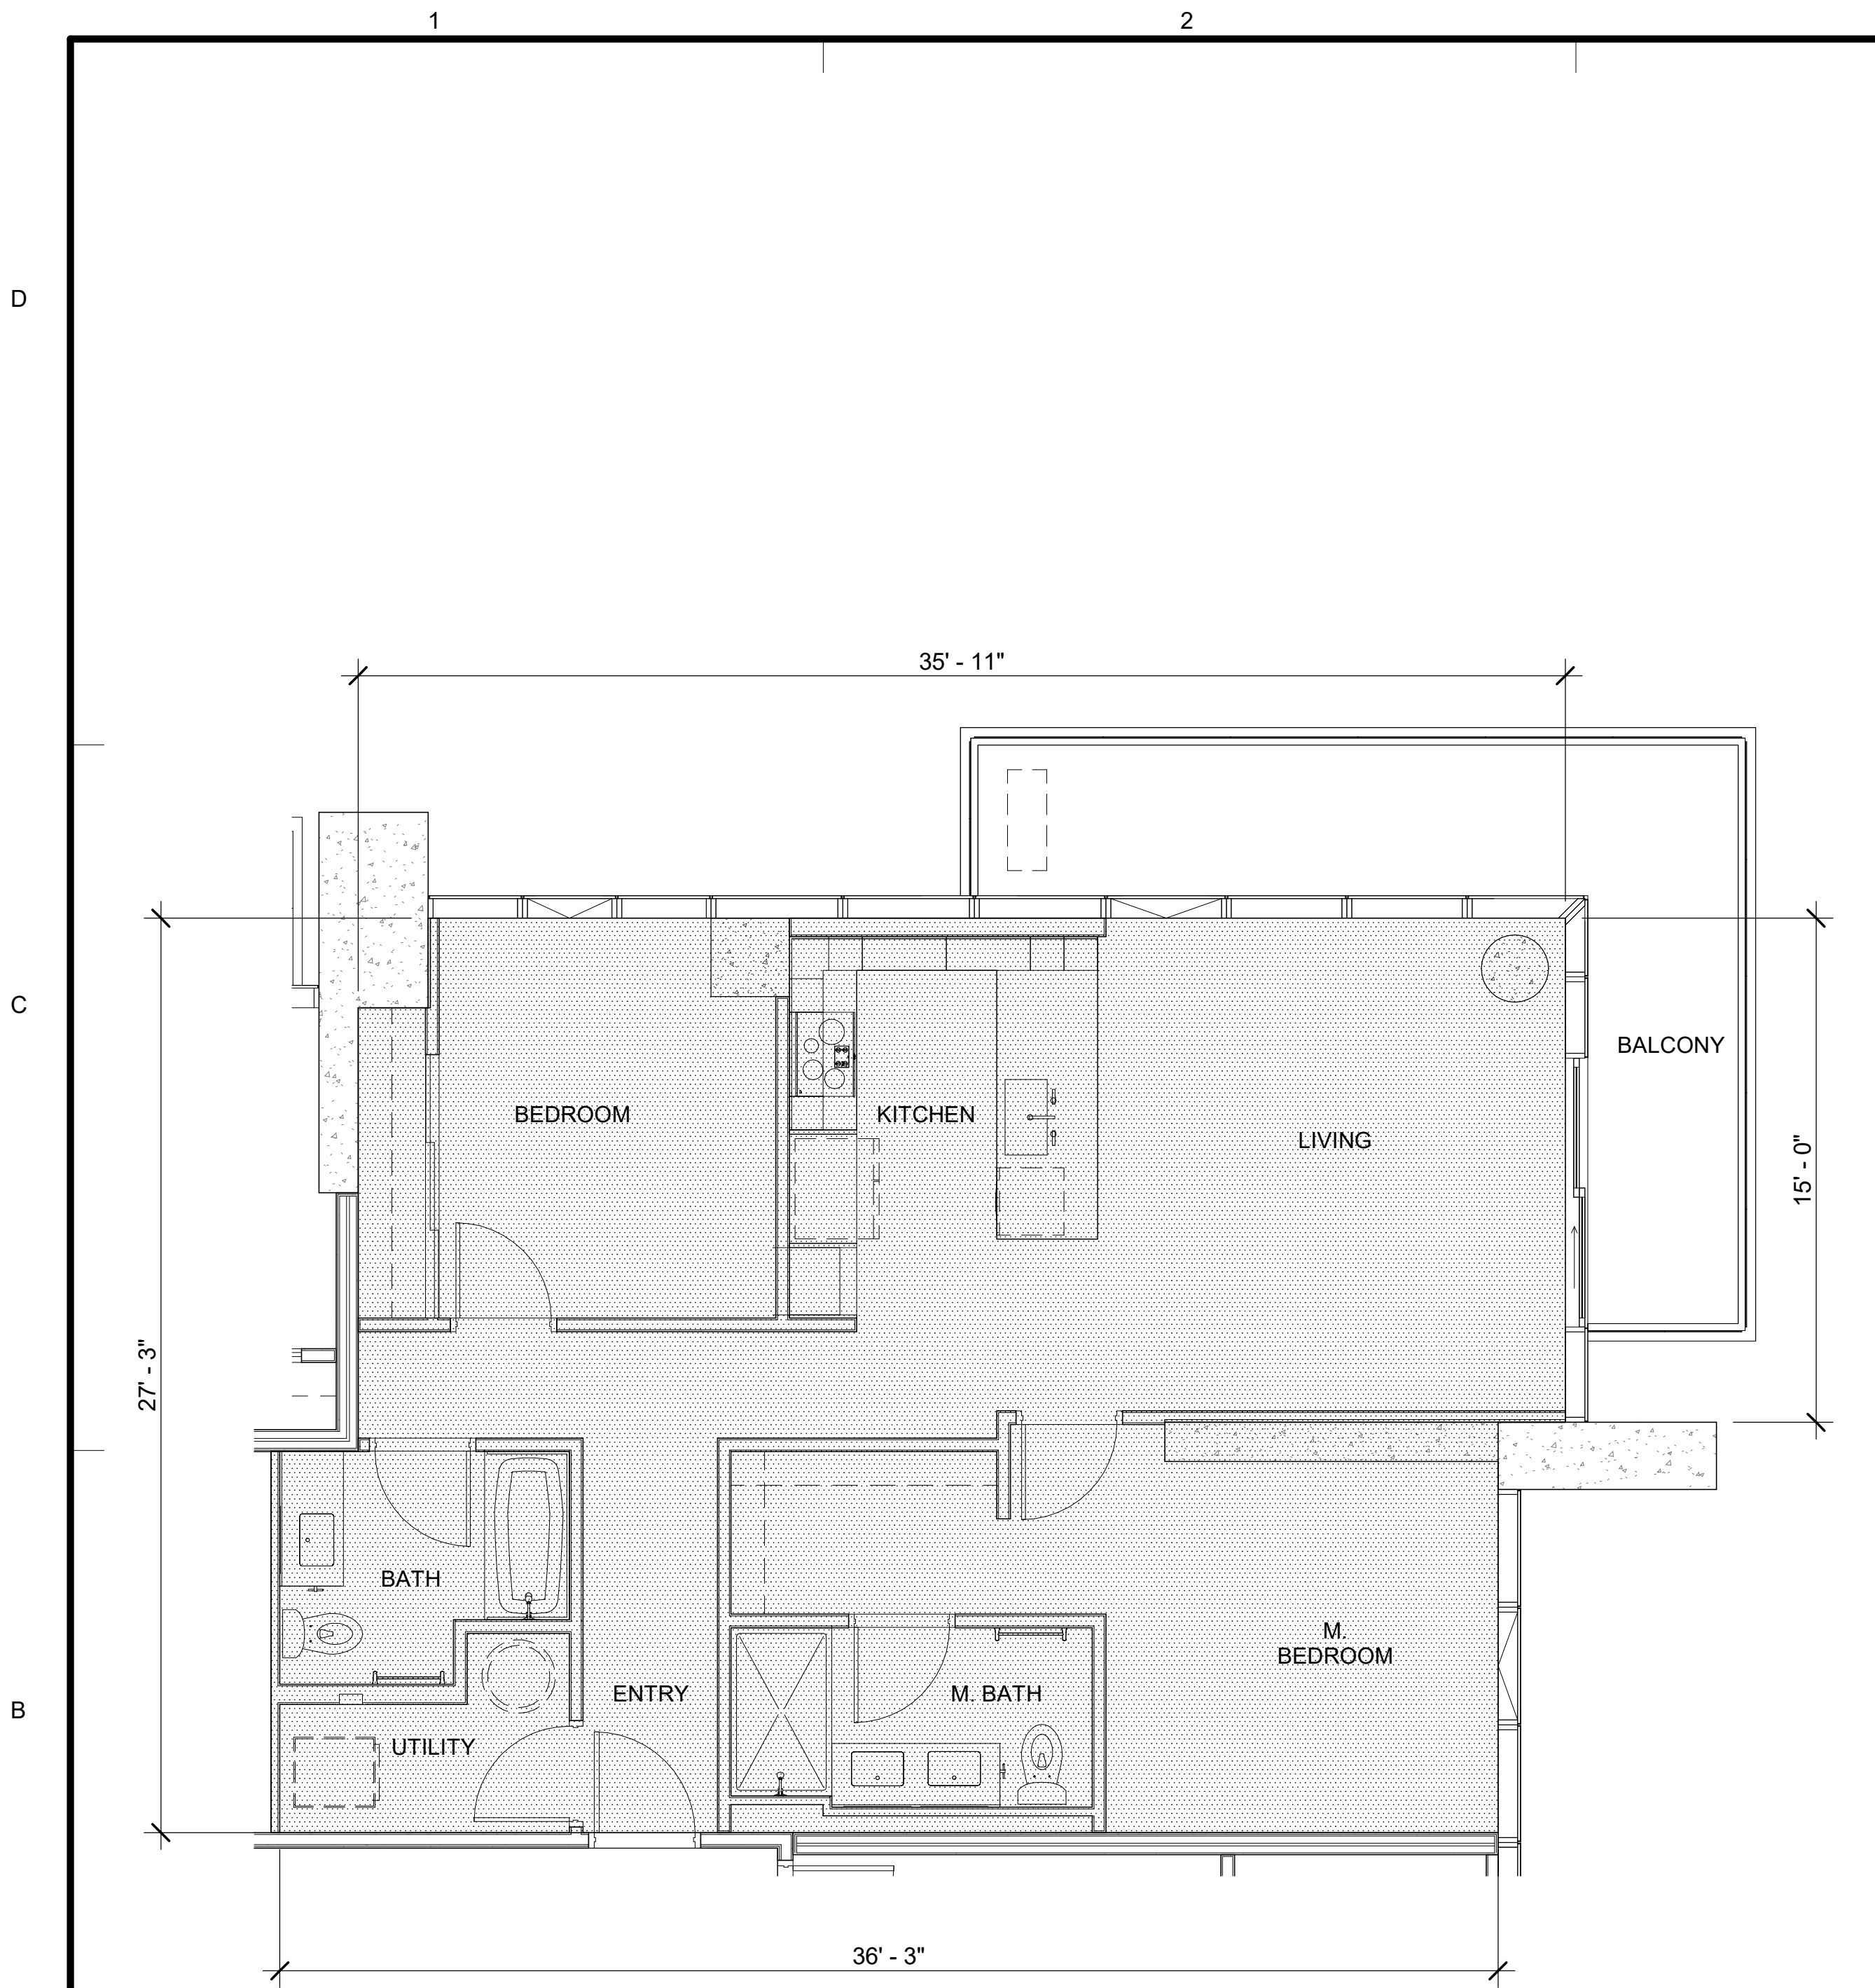 1
2
D
35' - 11"
C
BALCONY
BEDROOM
KITCHEN
LIVING
15' - 0"
27' - 3"
BATH
M.
BEDROOM
ENTRY
M. BATH
B
UTILITY
36' - 3"